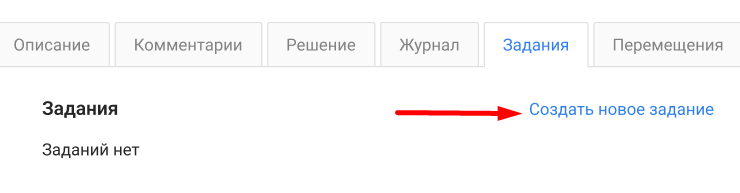 Описание Комментарии Решение Журнал Задания Перемещения
Задания Создать новое задание
Заданий нет